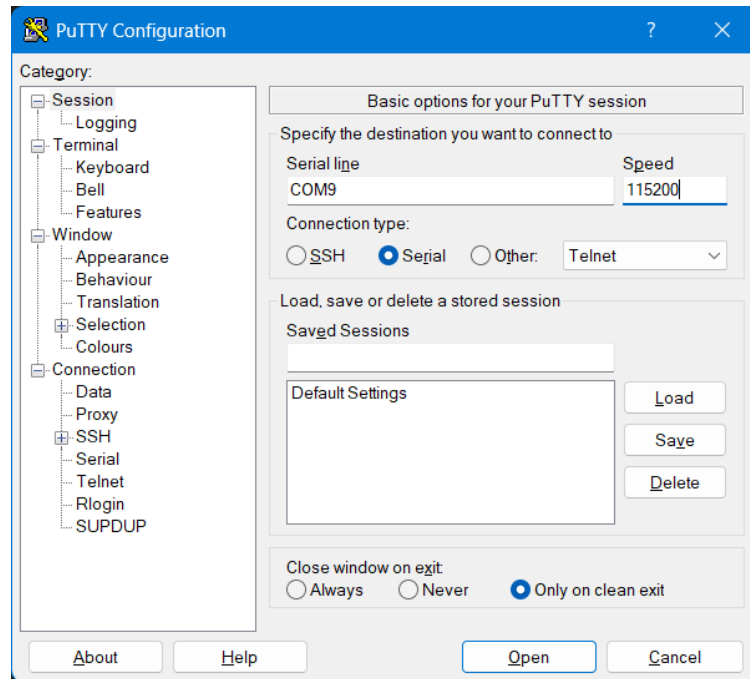 PuTTY Configuration
Category:
Session
Logging
Terminal
Keyboard
Bell
Features
Window
Appearance
Behaviour
Translation
Selection
Colours
Connection
Data
Proxy
SSH
Serial
Telnet
Rlogin
SUPDUP
Basic options for your PuTTY session
Specify the destination you want to connect to
Serial line Speed
COM9 115200
Connection type:
SSH Serial Other: Telnet
Load, save or delete a stored session
Saved Sessions
Default Settings
Load
Save
Delete
Close window on exit:
Always Never Only on clean exit
About Help Open Cancel